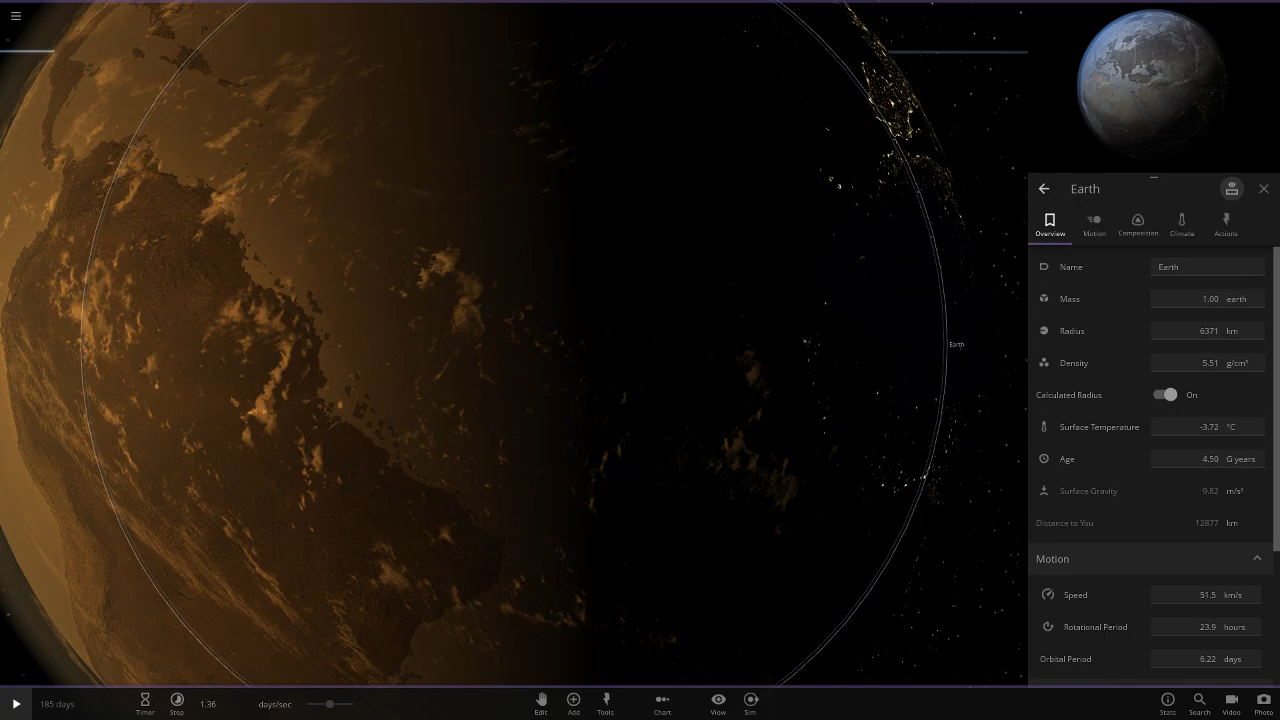 Earth
Earth
Overview
Motion
Composition
Climate
Actions
Name Earth
Mass 1.00 earth
Radius 6371 km
Density 5.51 g/cm³
Calculated Radius On
Surface Temperature -3.72 °C
Age 4.50 G years
Surface Gravity 9.82 m/s²
Distance to You 12877 km
Motion
Speed 51.5 km/s
Rotational Period 23.9 hours
Orbital Period 6.22 days
185 days
Timer
Step
1.36 days/sec
Edit
Add
Tools
Chart
View
Sim
Stats
Search
Video
Photo